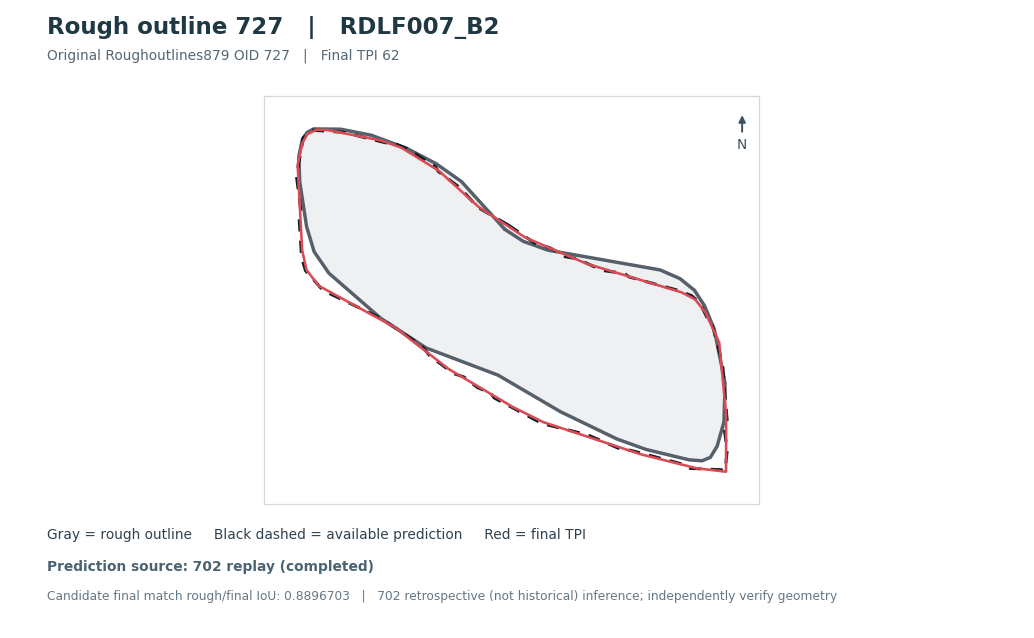 Rough outline 727 | RDLF007_B2
Original Roughoutlines879 OID 727 | Final TPI 62
N
Gray = rough outline Black dashed = available prediction Red = final TPI
Prediction source: 702 replay (completed)
Candidate final match rough/final IoU: 0.8896703 | 702 retrospective (not historical) inference; independently verify geometry